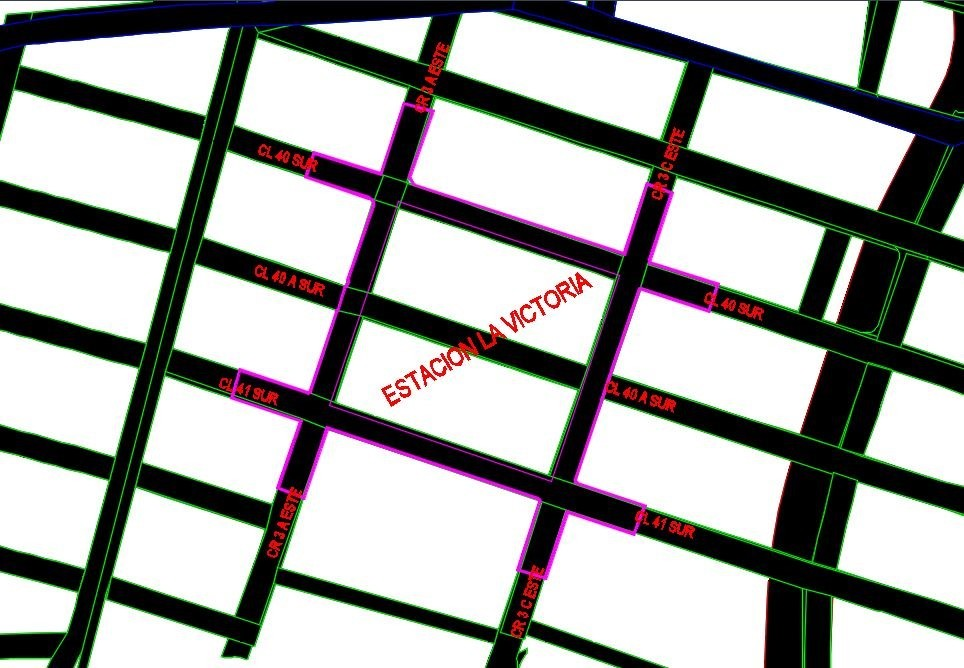 CR 3 A ESTE
CR 3 C ESTE
CL 40 SUR
CL 40 A SUR
CL 40 SUR
ESTACION LA VICTORIA
CL 41 SUR
CL 40 A SUR
CR 3 A ESTE
CL 41 SUR
CR 3 C ESTE